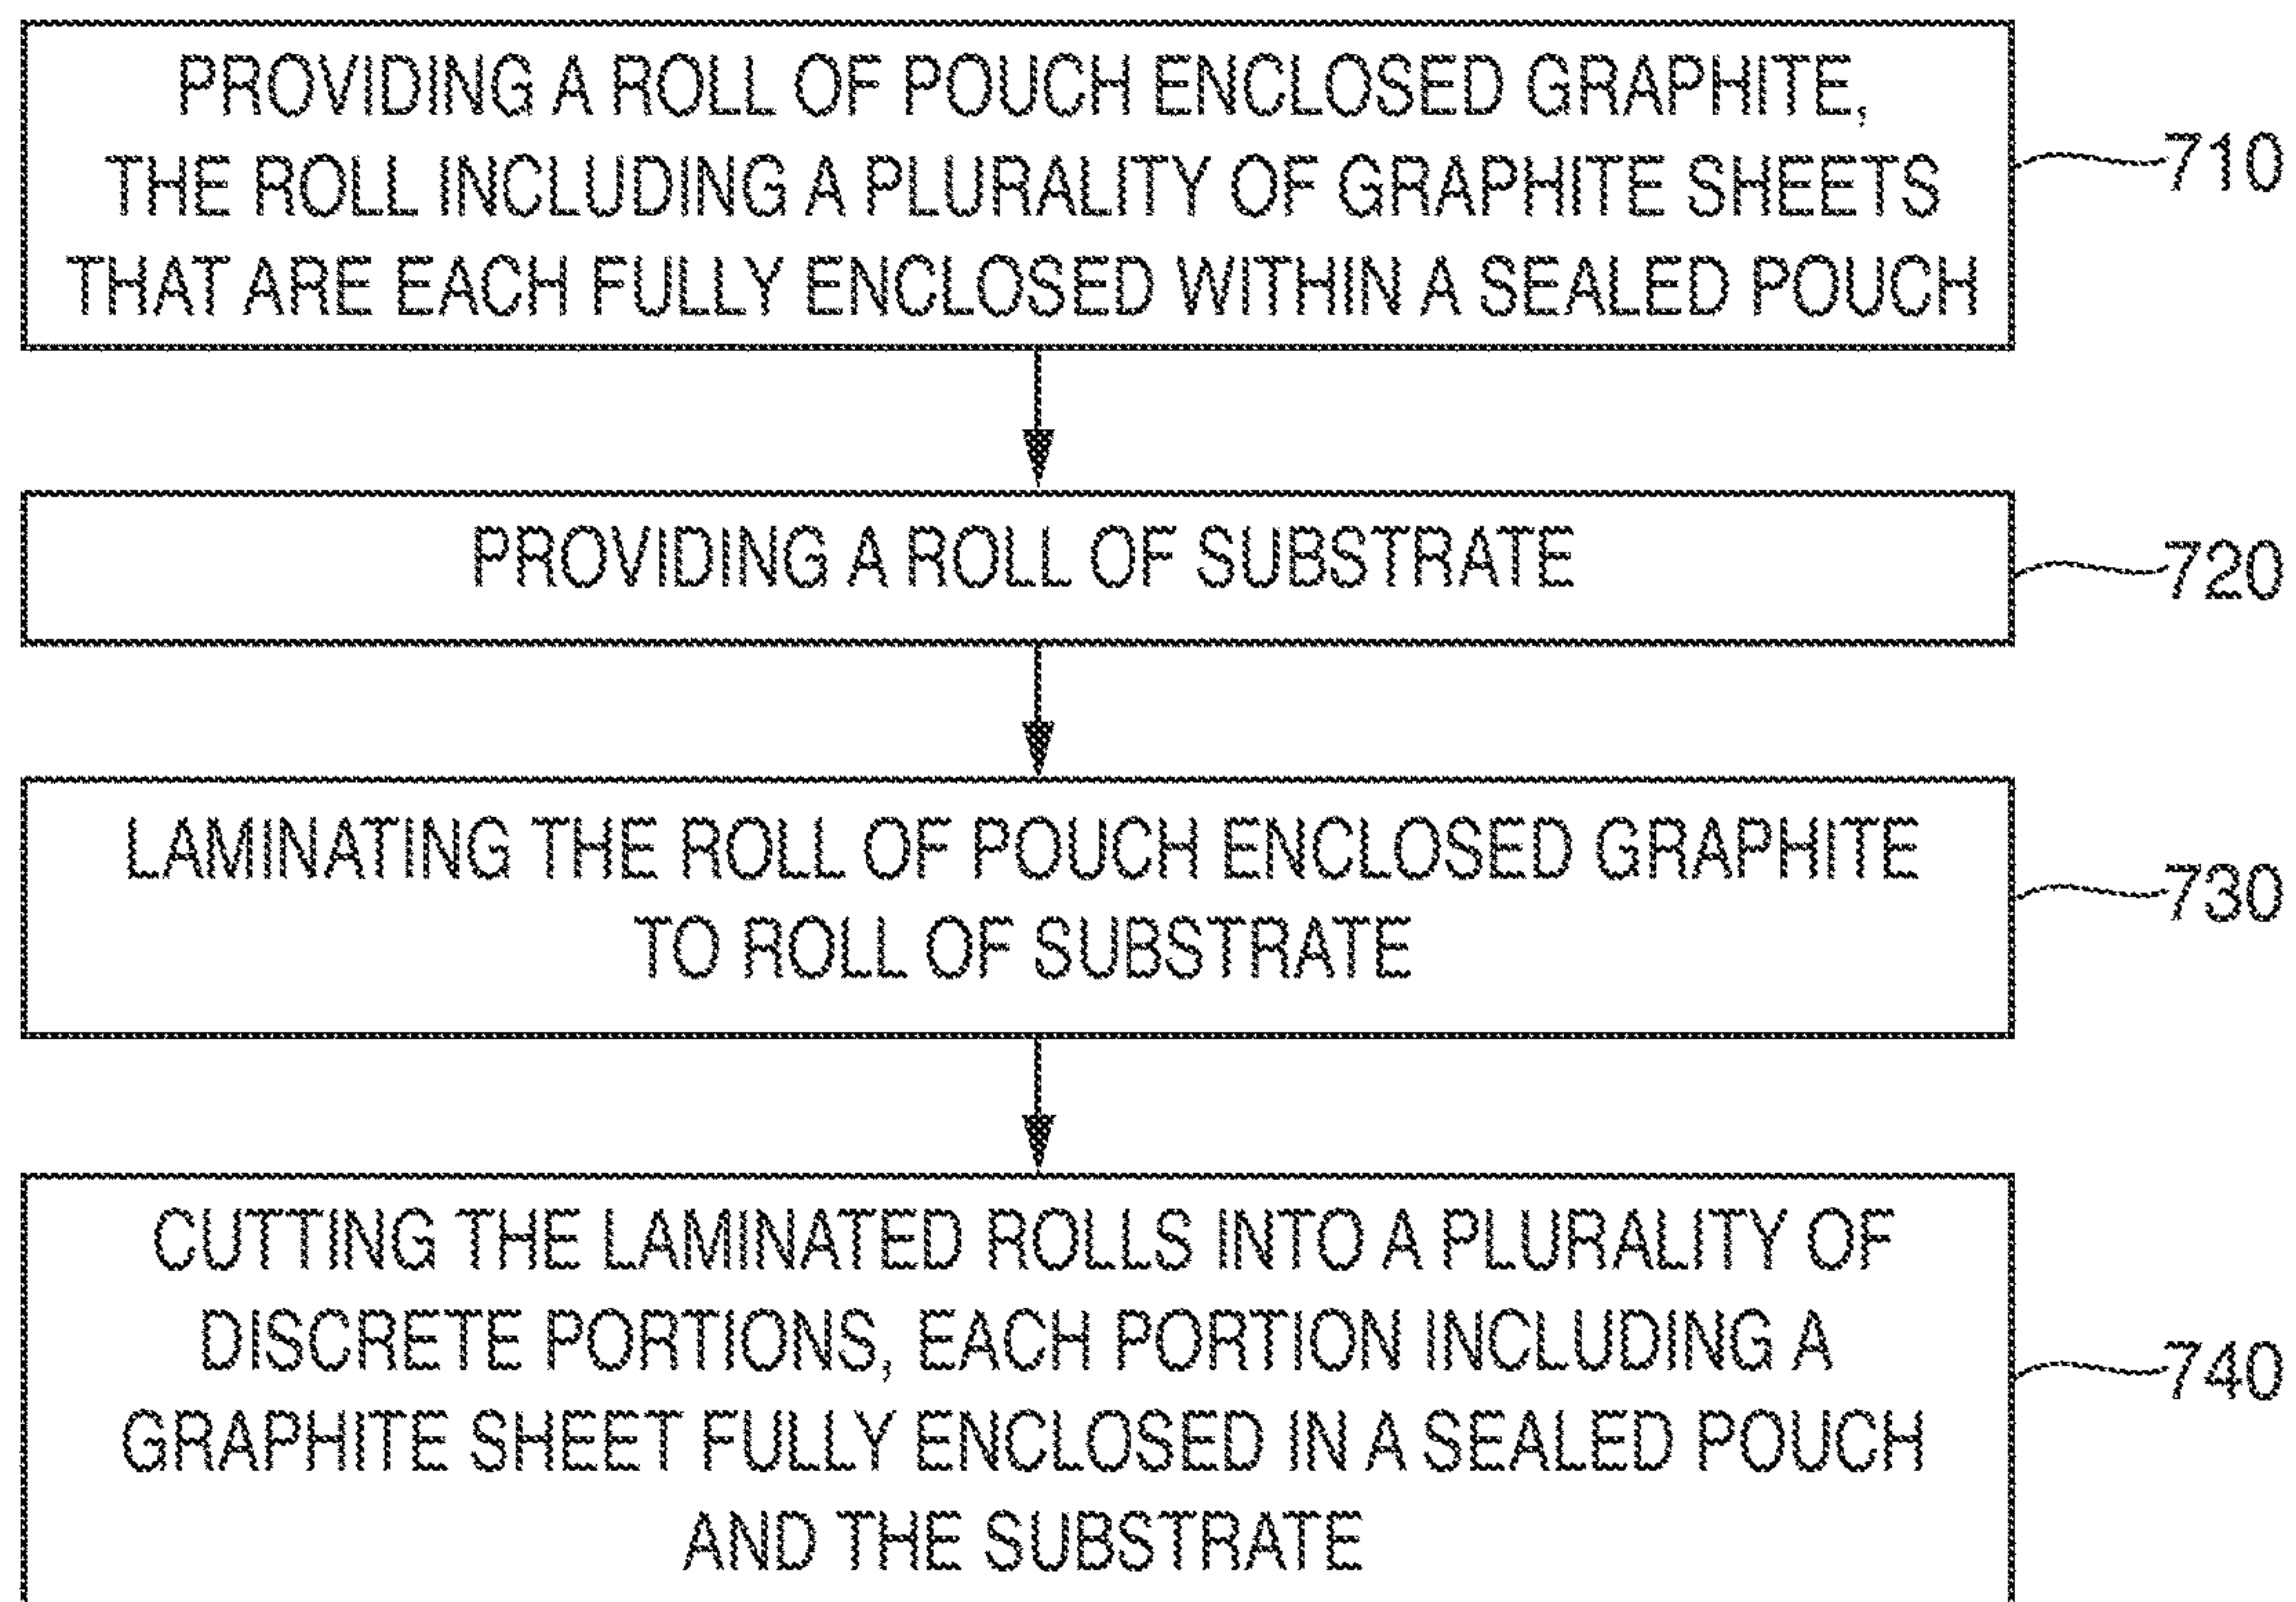 PROVIDING A ROLL OF POUCH ENCLOSED GRAPHITE,
THE ROLL INCLUDING A PLURALITY OF GRAPHITE SHEETS
THAT ARE EACH FULLY ENCLOSED WITHIN A SEALED POUCH
710
PROVIDING A ROLL OF SUBSTRATE
720
LAMINATING THE ROLL OF POUCH ENCLOSED GRAPHITE
TO ROLL OF SUBSTRATE
730
CUTTING THE LAMINATED ROLLS INTO A PLURALITY OF
DISCRETE PORTIONS, EACH PORTION INCLUDING A
GRAPHITE SHEET FULLY ENCLOSED IN A SEALED POUCH
AND THE SUBSTRATE
740